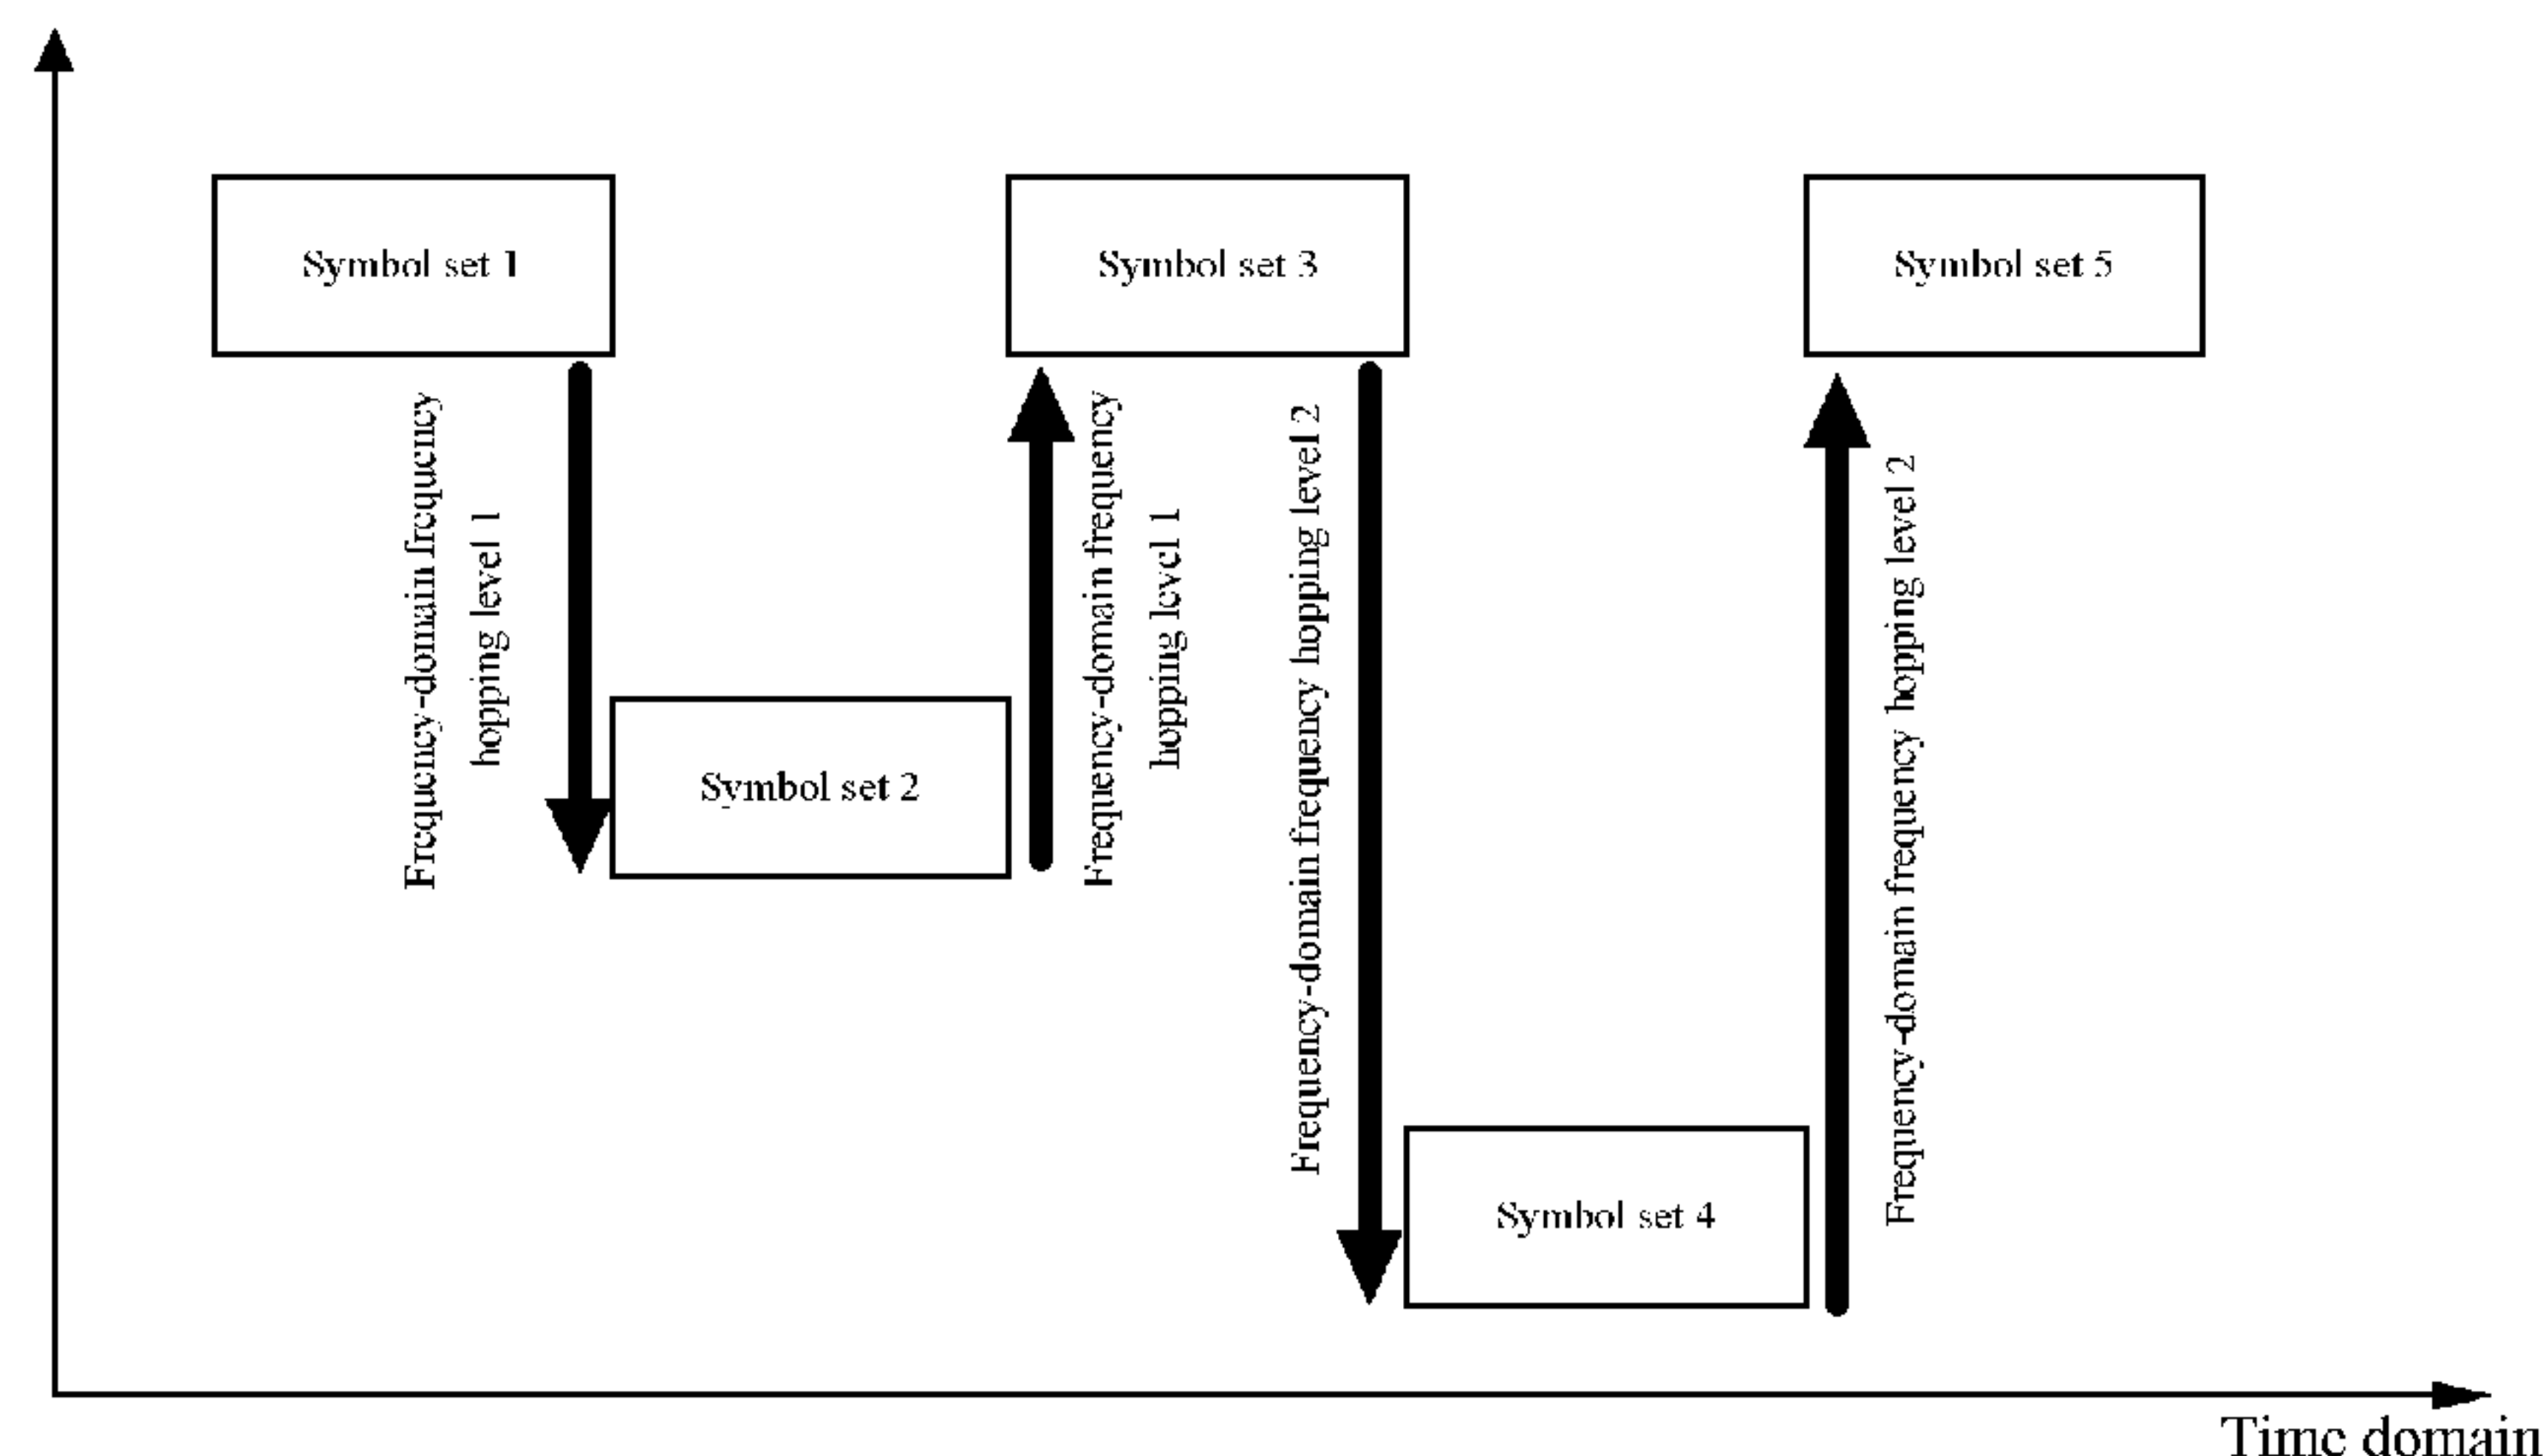 Symbol set 1
Symbol set 3
Symbol set 5
Frequency-domain frequency
hopping level 1
Frequency-domain frequency
hopping level 1
Frequency-domain frequency hopping level 2
Frequency-domain frequency hopping level 2
Symbol set 2
Symbol set 4
Time domain